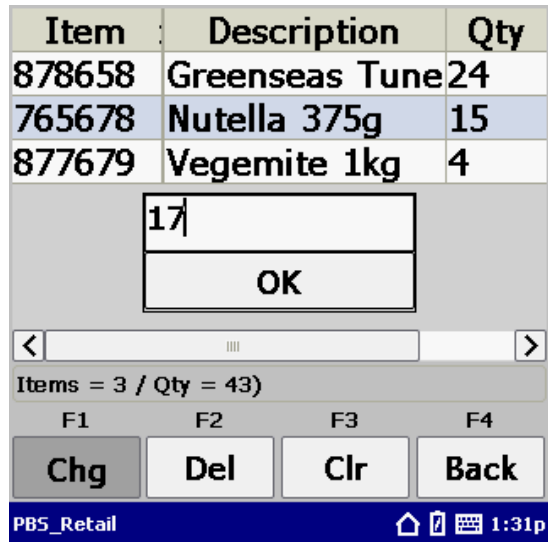 Item : Description Qty
878658 Greenseas Tune 24
765678 Nutella 375g 15
877679 Vegemite 1kg 4
17
OK
Items = 3 / Qty = 43)
F1 F2 F3 F4
Chg Del Clr Back
PBS_Retail 1:31p